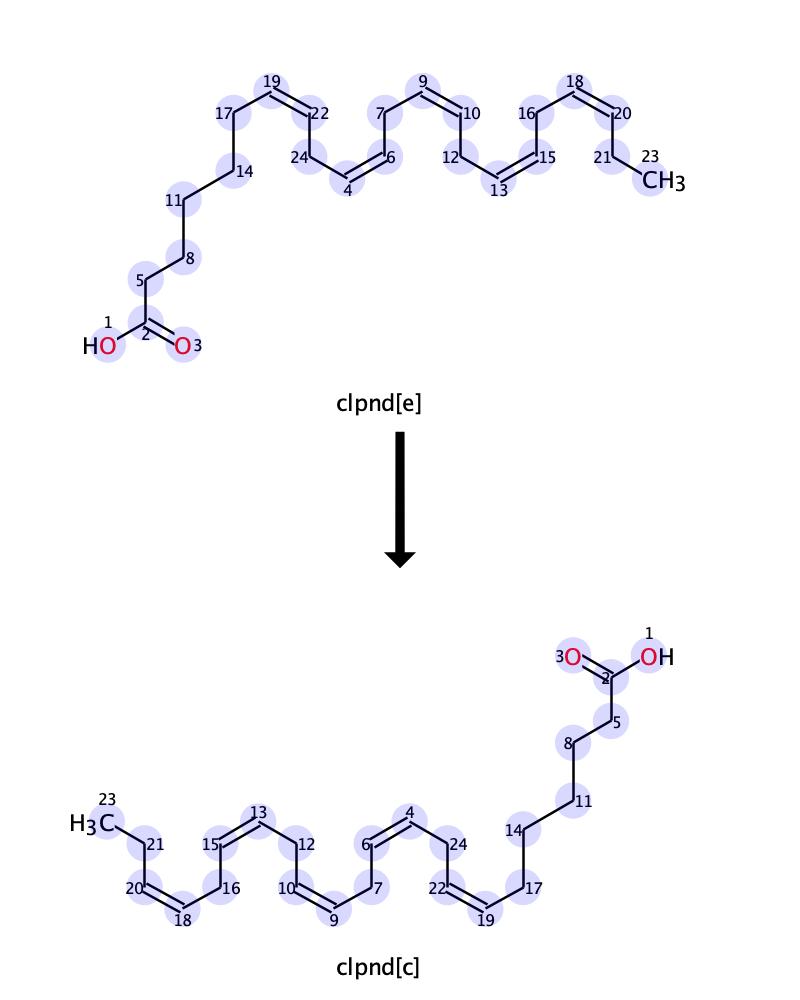 19 9 18
17 22 7 10 16 20
24 6 12 15 21 23
14 4 13 CH3
11
8
5
1
2
HO O 3
clpnd[e]
1
3 O OH
2
5
8
23 11
13 4
H3C 14
21 15 12 6 24
20 16 10 7 22 17
18 9 19
clpnd[c]